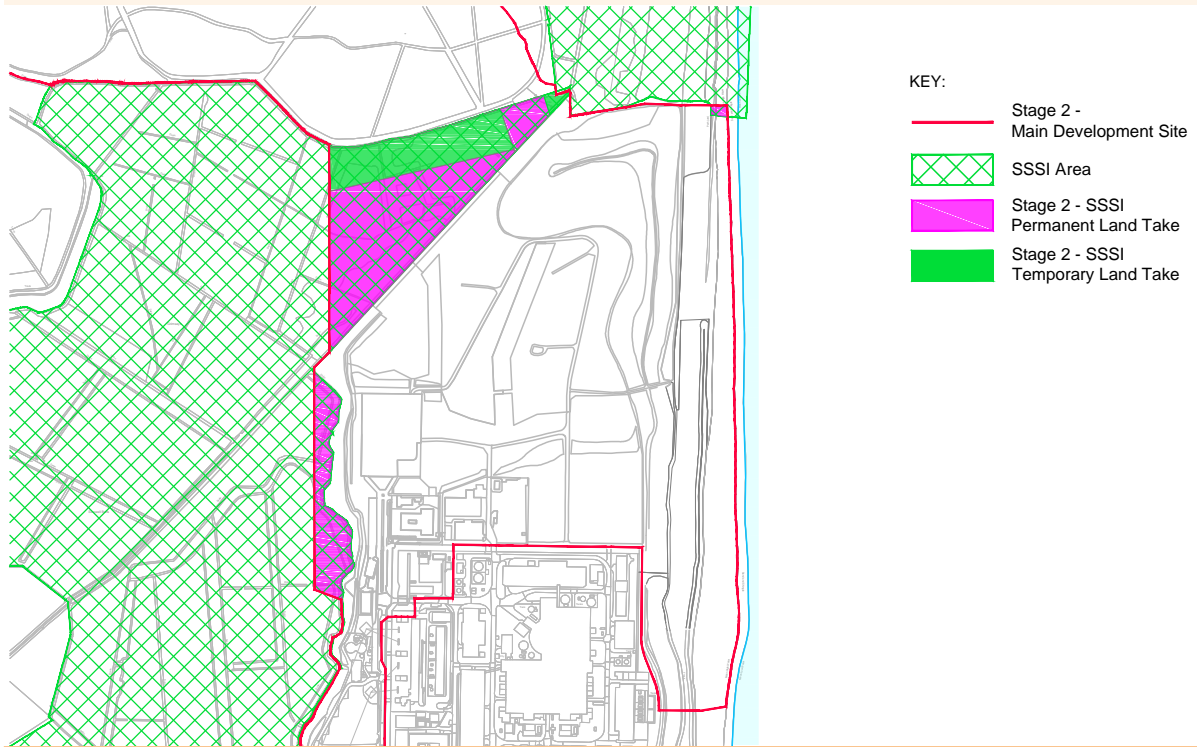 KEY:
Stage 2 -
Main Development Site
SSSI Area
Stage 2 - SSSI
Permanent Land Take
Stage 2 - SSSI
Temporary Land Take